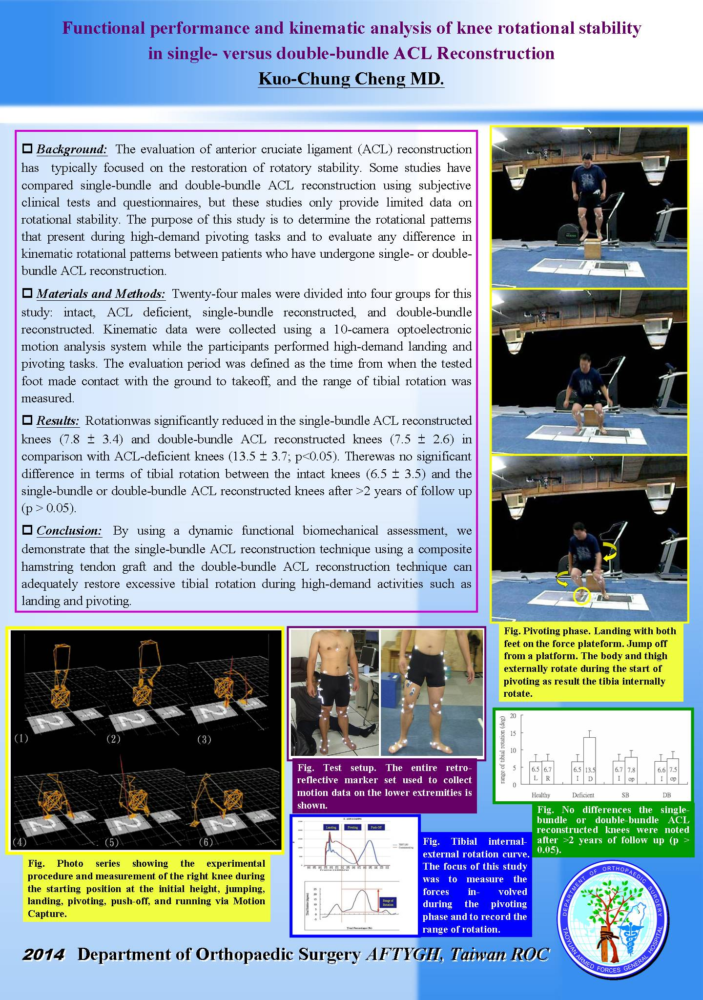 Functional performance and kinematic analysis of knee rotational stability
in single- versus double-bundle ACL Reconstruction
Kuo-Chung Cheng MD.
Background: The evaluation of anterior cruciate ligament (ACL) reconstruction
has typically focused on the restoration of rotatory stability. Some studies have
compared single-bundle and double-bundle ACL reconstruction using subjective
clinical tests and questionnaires, but these studies only provide limited data on
rotational stability. The purpose of this study is to determine the rotational patterns
that present during high-demand pivoting tasks and to evaluate any difference in
kinematic rotational patterns between patients who have undergone single- or double-
bundle ACL reconstruction.
Materials and Methods: Twenty-four males were divided into four groups for this
study: intact, ACL deficient, single-bundle reconstructed, and double-bundle
reconstructed. Kinematic data were collected using a 10-camera optoelectronic
motion analysis system while the participants performed high-demand landing and
pivoting tasks. The evaluation period was defined as the time from when the tested
foot made contact with the ground to takeoff, and the range of tibial rotation was
measured.
Results: Rotationwas significantly reduced in the single-bundle ACL reconstructed
knees (7.8 ± 3.4) and double-bundle ACL reconstructed knees (7.5 ± 2.6) in
comparison with ACL-deficient knees (13.5 ± 3.7; p<0.05). Therewas no significant
difference in terms of tibial rotation between the intact knees (6.5 ± 3.5) and the
single-bundle or double-bundle ACL reconstructed knees after >2 years of follow up
(p > 0.05).
Conclusion: By using a dynamic functional biomechanical assessment, we
demonstrate that the single-bundle ACL reconstruction technique using a composite
hamstring tendon graft and the double-bundle ACL reconstruction technique can
adequately restore excessive tibial rotation during high-demand activities such as
landing and pivoting.
Fig. Pivoting phase. Landing with both
feet on the force plateform. Jump off
from a platform. The body and thigh
externally rotate during the start of
pivoting as result the tibia internally
rotate.
2
2
2
(1)
(2)
(3)
2
2
2
(4)
(5)
(6)
Fig. Photo series showing the experimental
procedure and measurement of the right knee during
the starting position at the initial height, jumping,
landing, pivoting, push-off, and running via Motion
Capture.
Fig. Test setup. The entire retro-
reflective marker set used to collect
motion data on the lower extremities is
shown.
range of tibial rotation (deg)
20
15
10
5
0
6.5 6.7 6.5 13.5 6.7 7.8 6.6 7.5
L R I D I op I op
Healthy Deficient SB DB
Fig. No differences the single-
bundle or double-bundle ACL
reconstructed knees were noted
after >2 years of follow up (p >
0.05).
Z - AXIS LOADING
Landing Pivoting Push-Off
Frame (1000/s)
Tibial Rotation (degrees)
25
20
15
10
5
0
-5
Range of
Rotation
Trial Percentage (%)
Fig. Tibial internal-
external rotation curve.
The focus of this study
was to measure the
forces in- volved
during the pivoting
phase and to record the
range of rotation.
DEPARTMENT OF ORTHOPAEDIC SURGERY
TAOYUAN ARMED FORCES GENERAL HOSPITAL
2014 Department of Orthopaedic Surgery AFTYGH, Taiwan ROC